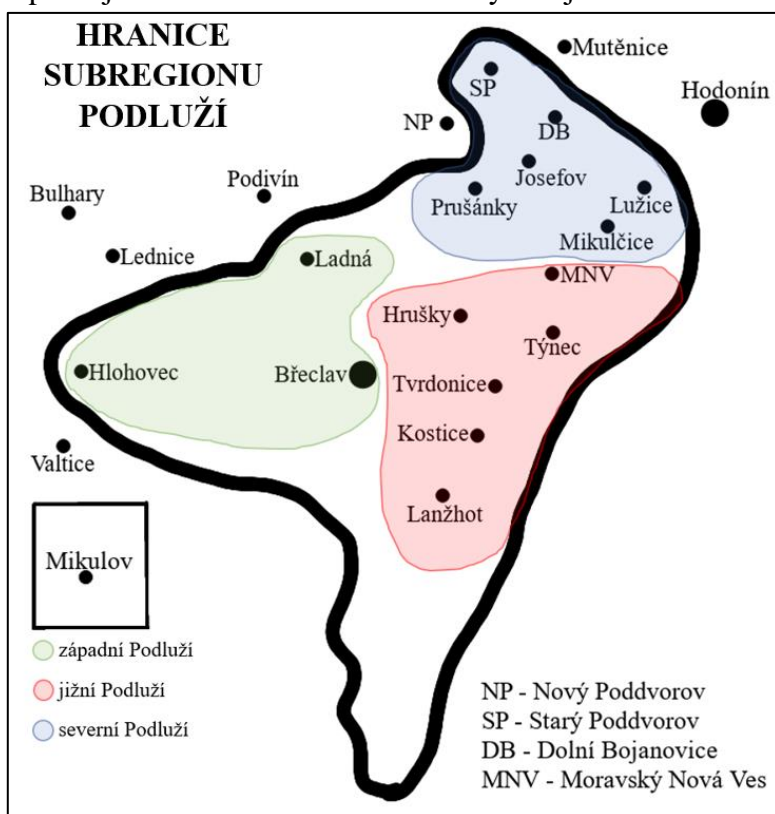 HRANICE
SUBREGIONU
PODLUŽÍ
Mutěnice
SP
Hodonín
NP
DB
Josefov
Podivín
Bulhary
Prušánky
Lužice
Mikulčice
Lednice
Ladná
MNV
Hrušky
Týnec
Hlohovec
Břeclav
Tvrdonice
Kostice
Valtice
Lanžhot
Mikulov
západní Podluží
jižní Podluží
severní Podluží
NP - Nový Poddvorov
SP - Starý Poddvorov
DB - Dolní Bojanovice
MNV - Moravský Nová Ves